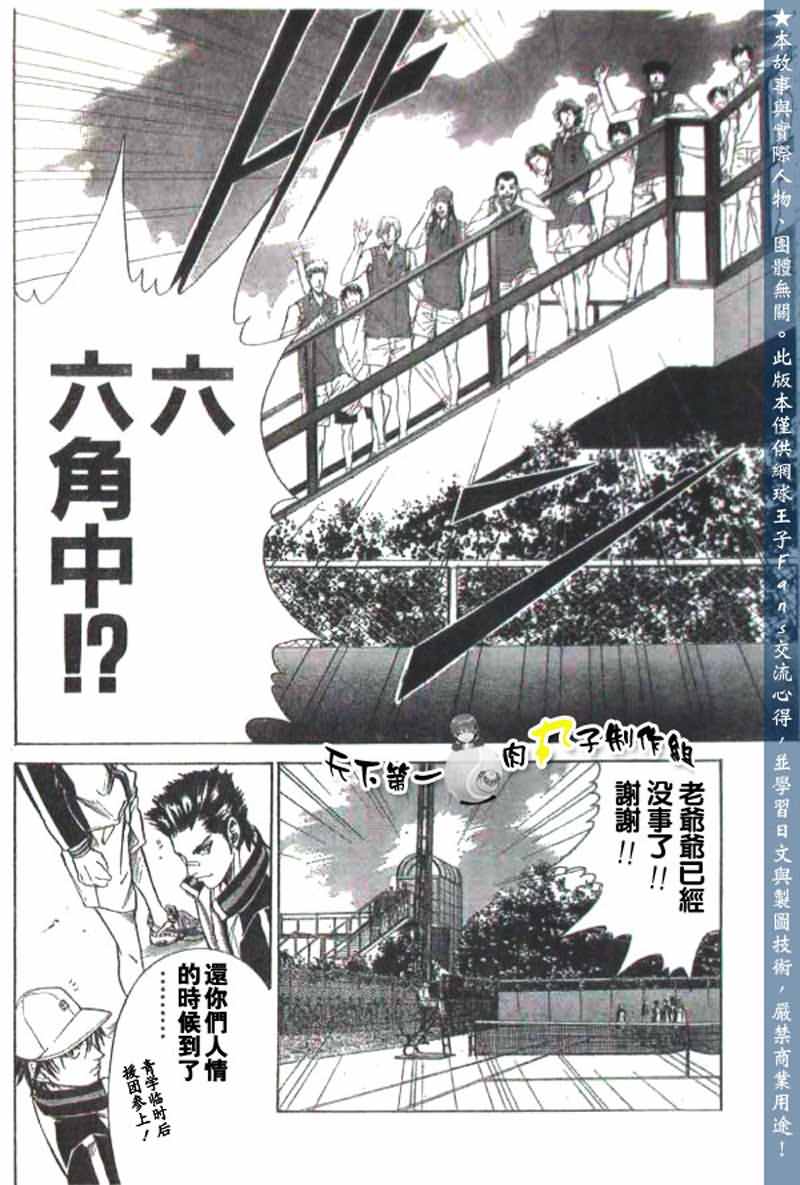 六
六角中!?
天下第一
肉丸子制作組
老爺爺已經
没事了!!
謝謝!!
還你們人情
的時候到了
………
青学临时后
援团参上！
★本故事與實際人物、團體無關。此版本僅供網球王子Fans交流心得，並學習日文與製圖技術，嚴禁商業用途！